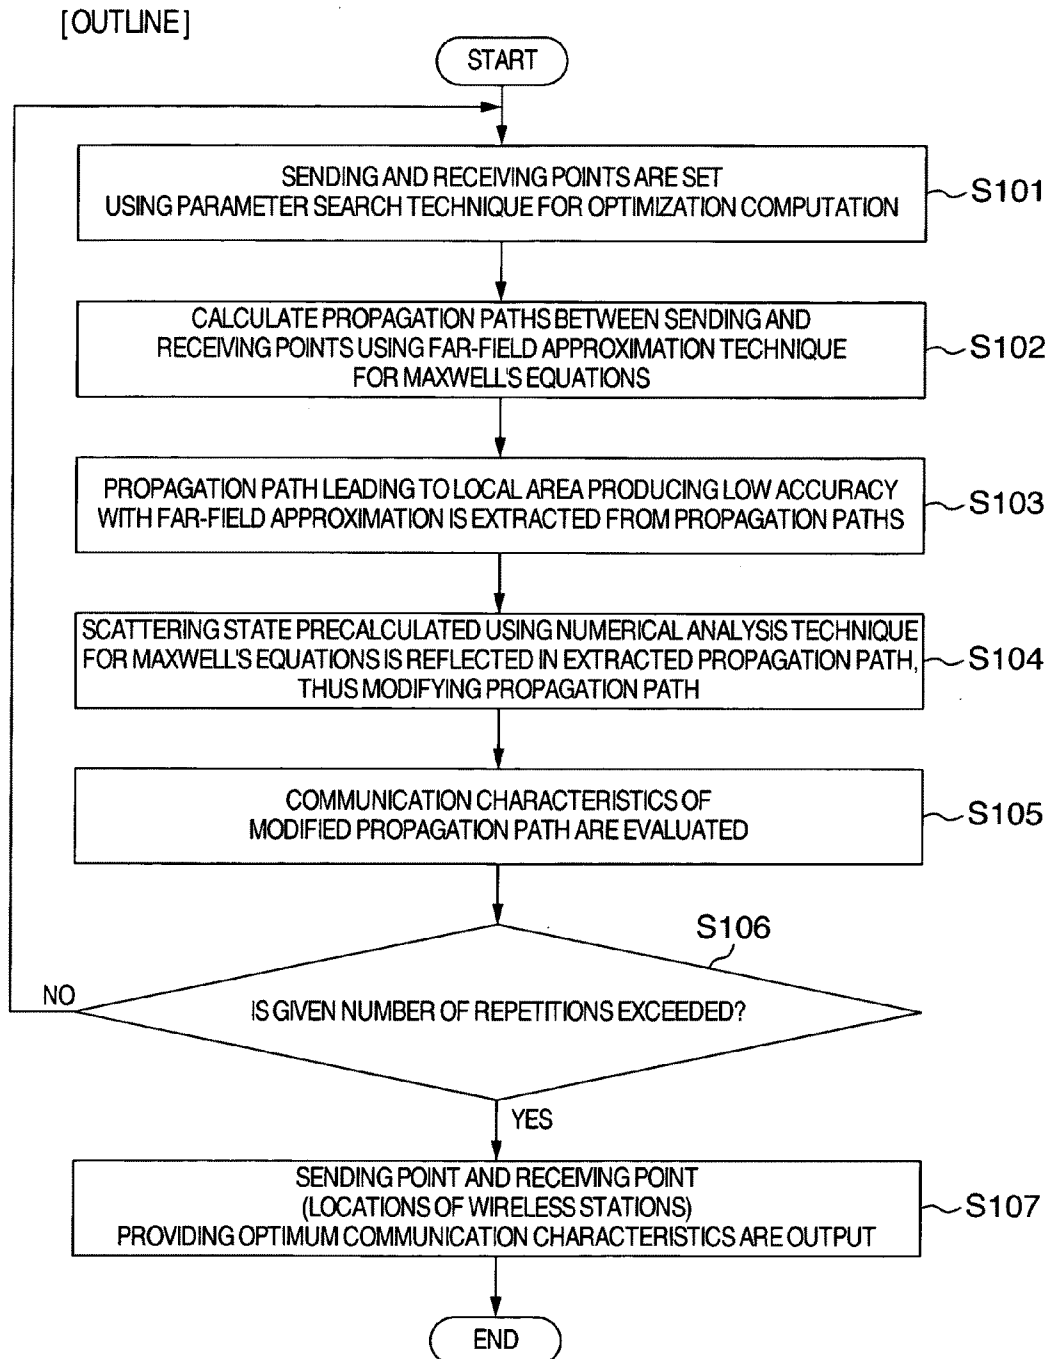 [OUTLINE]
START
SENDING AND RECEIVING POINTS ARE SET
USING PARAMETER SEARCH TECHNIQUE FOR OPTIMIZATION COMPUTATION
S101
CALCULATE PROPAGATION PATHS BETWEEN SENDING AND
RECEIVING POINTS USING FAR-FIELD APPROXIMATION TECHNIQUE
FOR MAXWELL'S EQUATIONS
S102
PROPAGATION PATH LEADING TO LOCAL AREA PRODUCING LOW ACCURACY
WITH FAR-FIELD APPROXIMATION IS EXTRACTED FROM PROPAGATION PATHS
S103
SCATTERING STATE PRECALCULATED USING NUMERICAL ANALYSIS TECHNIQUE
FOR MAXWELL'S EQUATIONS IS REFLECTED IN EXTRACTED PROPAGATION PATH,
THUS MODIFYING PROPAGATION PATH
S104
COMMUNICATION CHARACTERISTICS OF
MODIFIED PROPAGATION PATH ARE EVALUATED
S105
S106
NO
IS GIVEN NUMBER OF REPETITIONS EXCEEDED?
YES
SENDING POINT AND RECEIVING POINT
(LOCATIONS OF WIRELESS STATIONS)
PROVIDING OPTIMUM COMMUNICATION CHARACTERISTICS ARE OUTPUT
S107
END